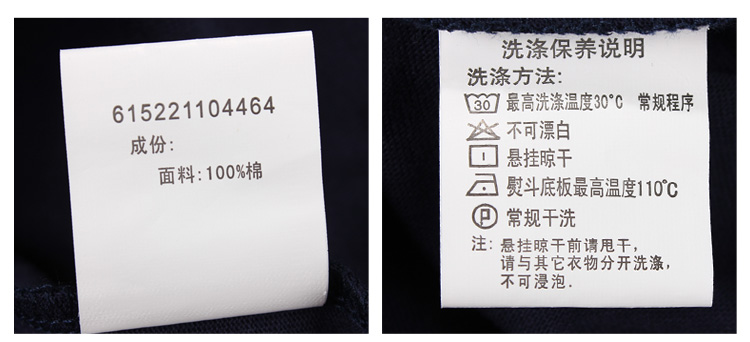 615221104464
成份:
面料:100%棉
洗涤保养说明
洗涤方法:
30 最高洗涤温度30°C 常规程序
不可漂白
悬挂晾干
熨斗底板最高温度110°C
P 常规干洗
注: 悬挂晾干前请甩干，
请与其它衣物分开洗涤，
不可浸泡.